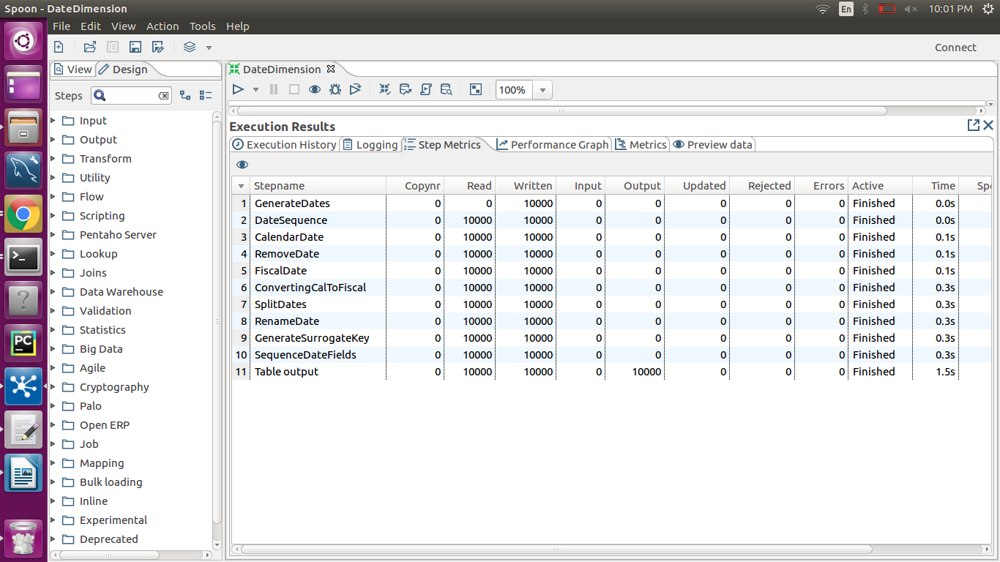 Spoon - DateDimension
En
10:01 PM
File Edit View Action Tools Help
Connect
View Design
DateDimension
Steps
100%
Input
Output
Transform
Utility
Flow
Scripting
Pentaho Server
Lookup
Joins
Data Warehouse
Validation
Statistics
Big Data
Agile
Cryptography
Palo
Open ERP
Job
Mapping
Bulk loading
Inline
Experimental
Deprecated
Execution Results
Execution History Logging Step Metrics Performance Graph Metrics Preview data
Stepname Copynr Read Written Input Output Updated Rejected Errors Active Time Spe
1 GenerateDates 0 0 10000 0 0 0 0 0 Finished 0.0s
2 DateSequence 0 10000 10000 0 0 0 0 0 Finished 0.0s
3 CalendarDate 0 10000 10000 0 0 0 0 0 Finished 0.1s
4 RemoveDate 0 10000 10000 0 0 0 0 0 Finished 0.1s
5 FiscalDate 0 10000 10000 0 0 0 0 0 Finished 0.1s
6 ConvertingCalToFiscal 0 10000 10000 0 0 0 0 0 Finished 0.3s
7 SplitDates 0 10000 10000 0 0 0 0 0 Finished 0.3s
8 RenameDate 0 10000 10000 0 0 0 0 0 Finished 0.3s
9 GenerateSurrogateKey 0 10000 10000 0 0 0 0 0 Finished 0.3s
10 SequenceDateFields 0 10000 10000 0 0 0 0 0 Finished 0.3s
11 Table output 0 10000 10000 0 10000 0 0 0 Finished 1.5s
PC